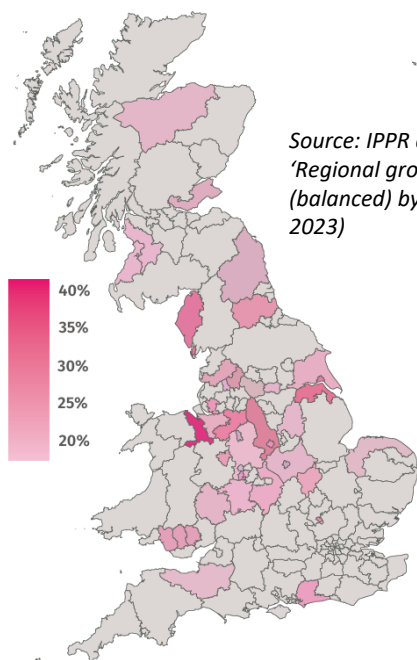 Source: IPPR
'Regional gro
(balanced) by
2023)
40%
35%
30%
25%
20%